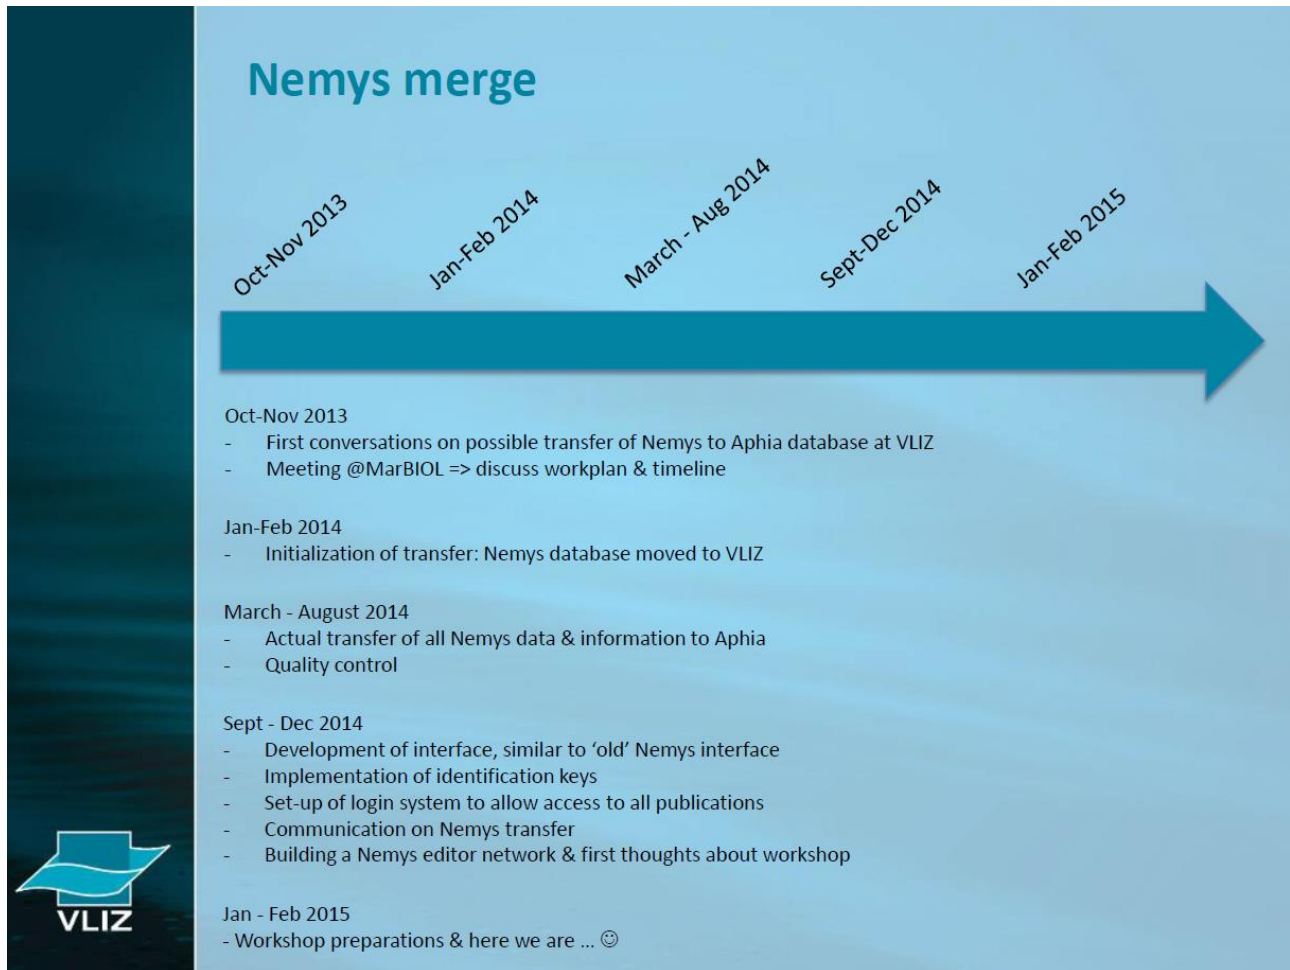 Nemys merge
Oct-Nov 2013
Jan-Feb 2014
March - Aug 2014
Sept-Dec 2014
Jan-Feb 2015
Oct-Nov 2013
- First conversations on possible transfer of Nemys to Aphia database at VLIZ
- Meeting @MarBIOL => discuss workplan & timeline
Jan-Feb 2014
- Initialization of transfer: Nemys database moved to VLIZ
March - August 2014
- Actual transfer of all Nemys data & information to Aphia
- Quality control
Sept - Dec 2014
- Development of interface, similar to ‘old’ Nemys interface
- Implementation of identification keys
- Set-up of login system to allow access to all publications
- Communication on Nemys transfer
- Building a Nemys editor network & first thoughts about workshop
Jan - Feb 2015
- Workshop preparations & here we are ... ☺
VLIZ